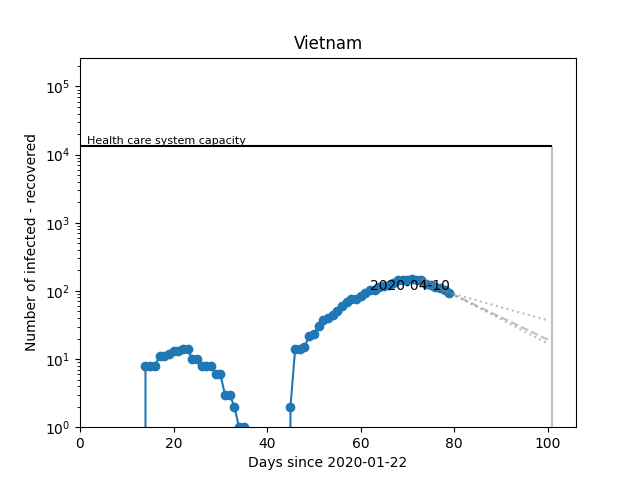 Vietnam
Number of infected - recovered
10^5
10^4
10^3
10^2
10^1
10^0
Health care system capacity
2020-04-10
0 20 40 60 80 100
Days since 2020-01-22